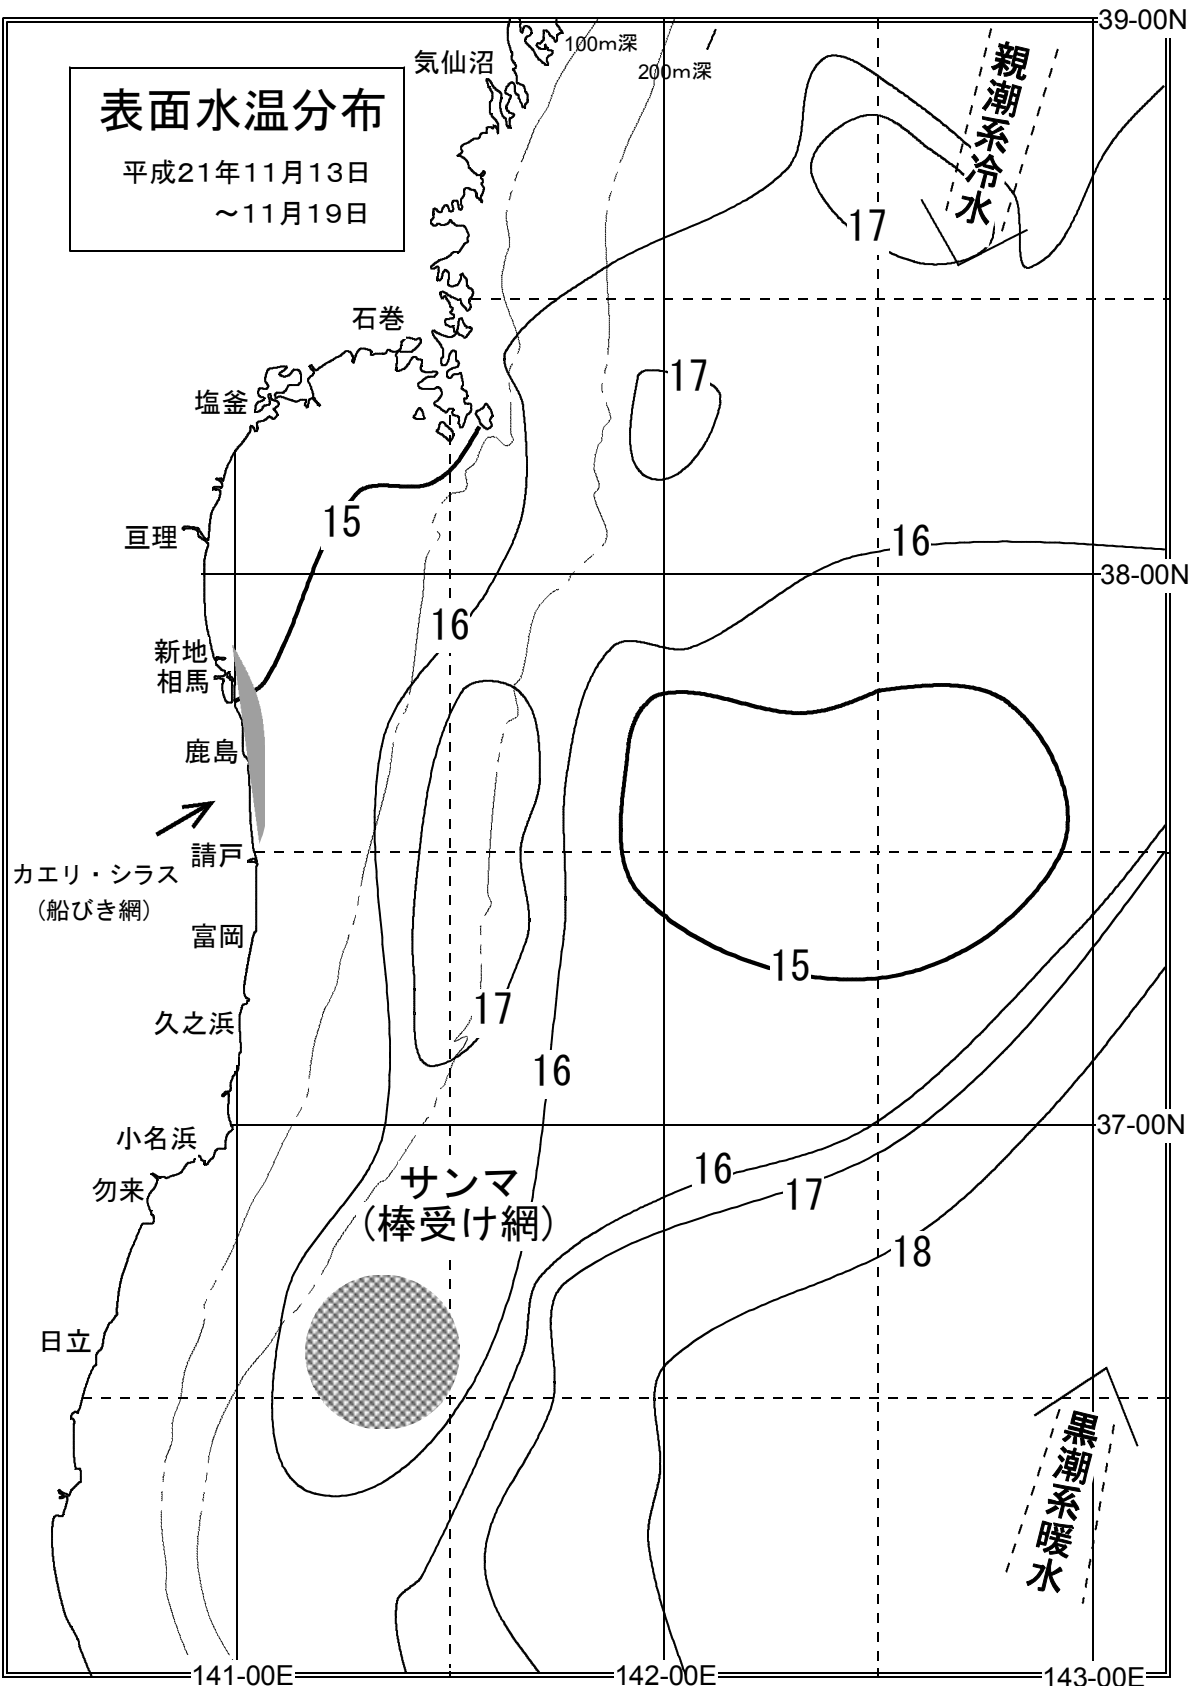 39-00N
100m深
気仙沼
200m深
親潮系冷水
表面水温分布
平成21年11月13日
～11月19日
17
石巻
17
塩釜
15
亘理
16
38-00N
16
新地
相馬
鹿島
請戸
カエリ・シラス
(船びき網)
富岡
15
17
久之浜
16
37-00N
小名浜
16
サンマ
(棒受け網)
勿来
17
18
日立
黒潮系暖水
141-00E
142-00E
143-00E